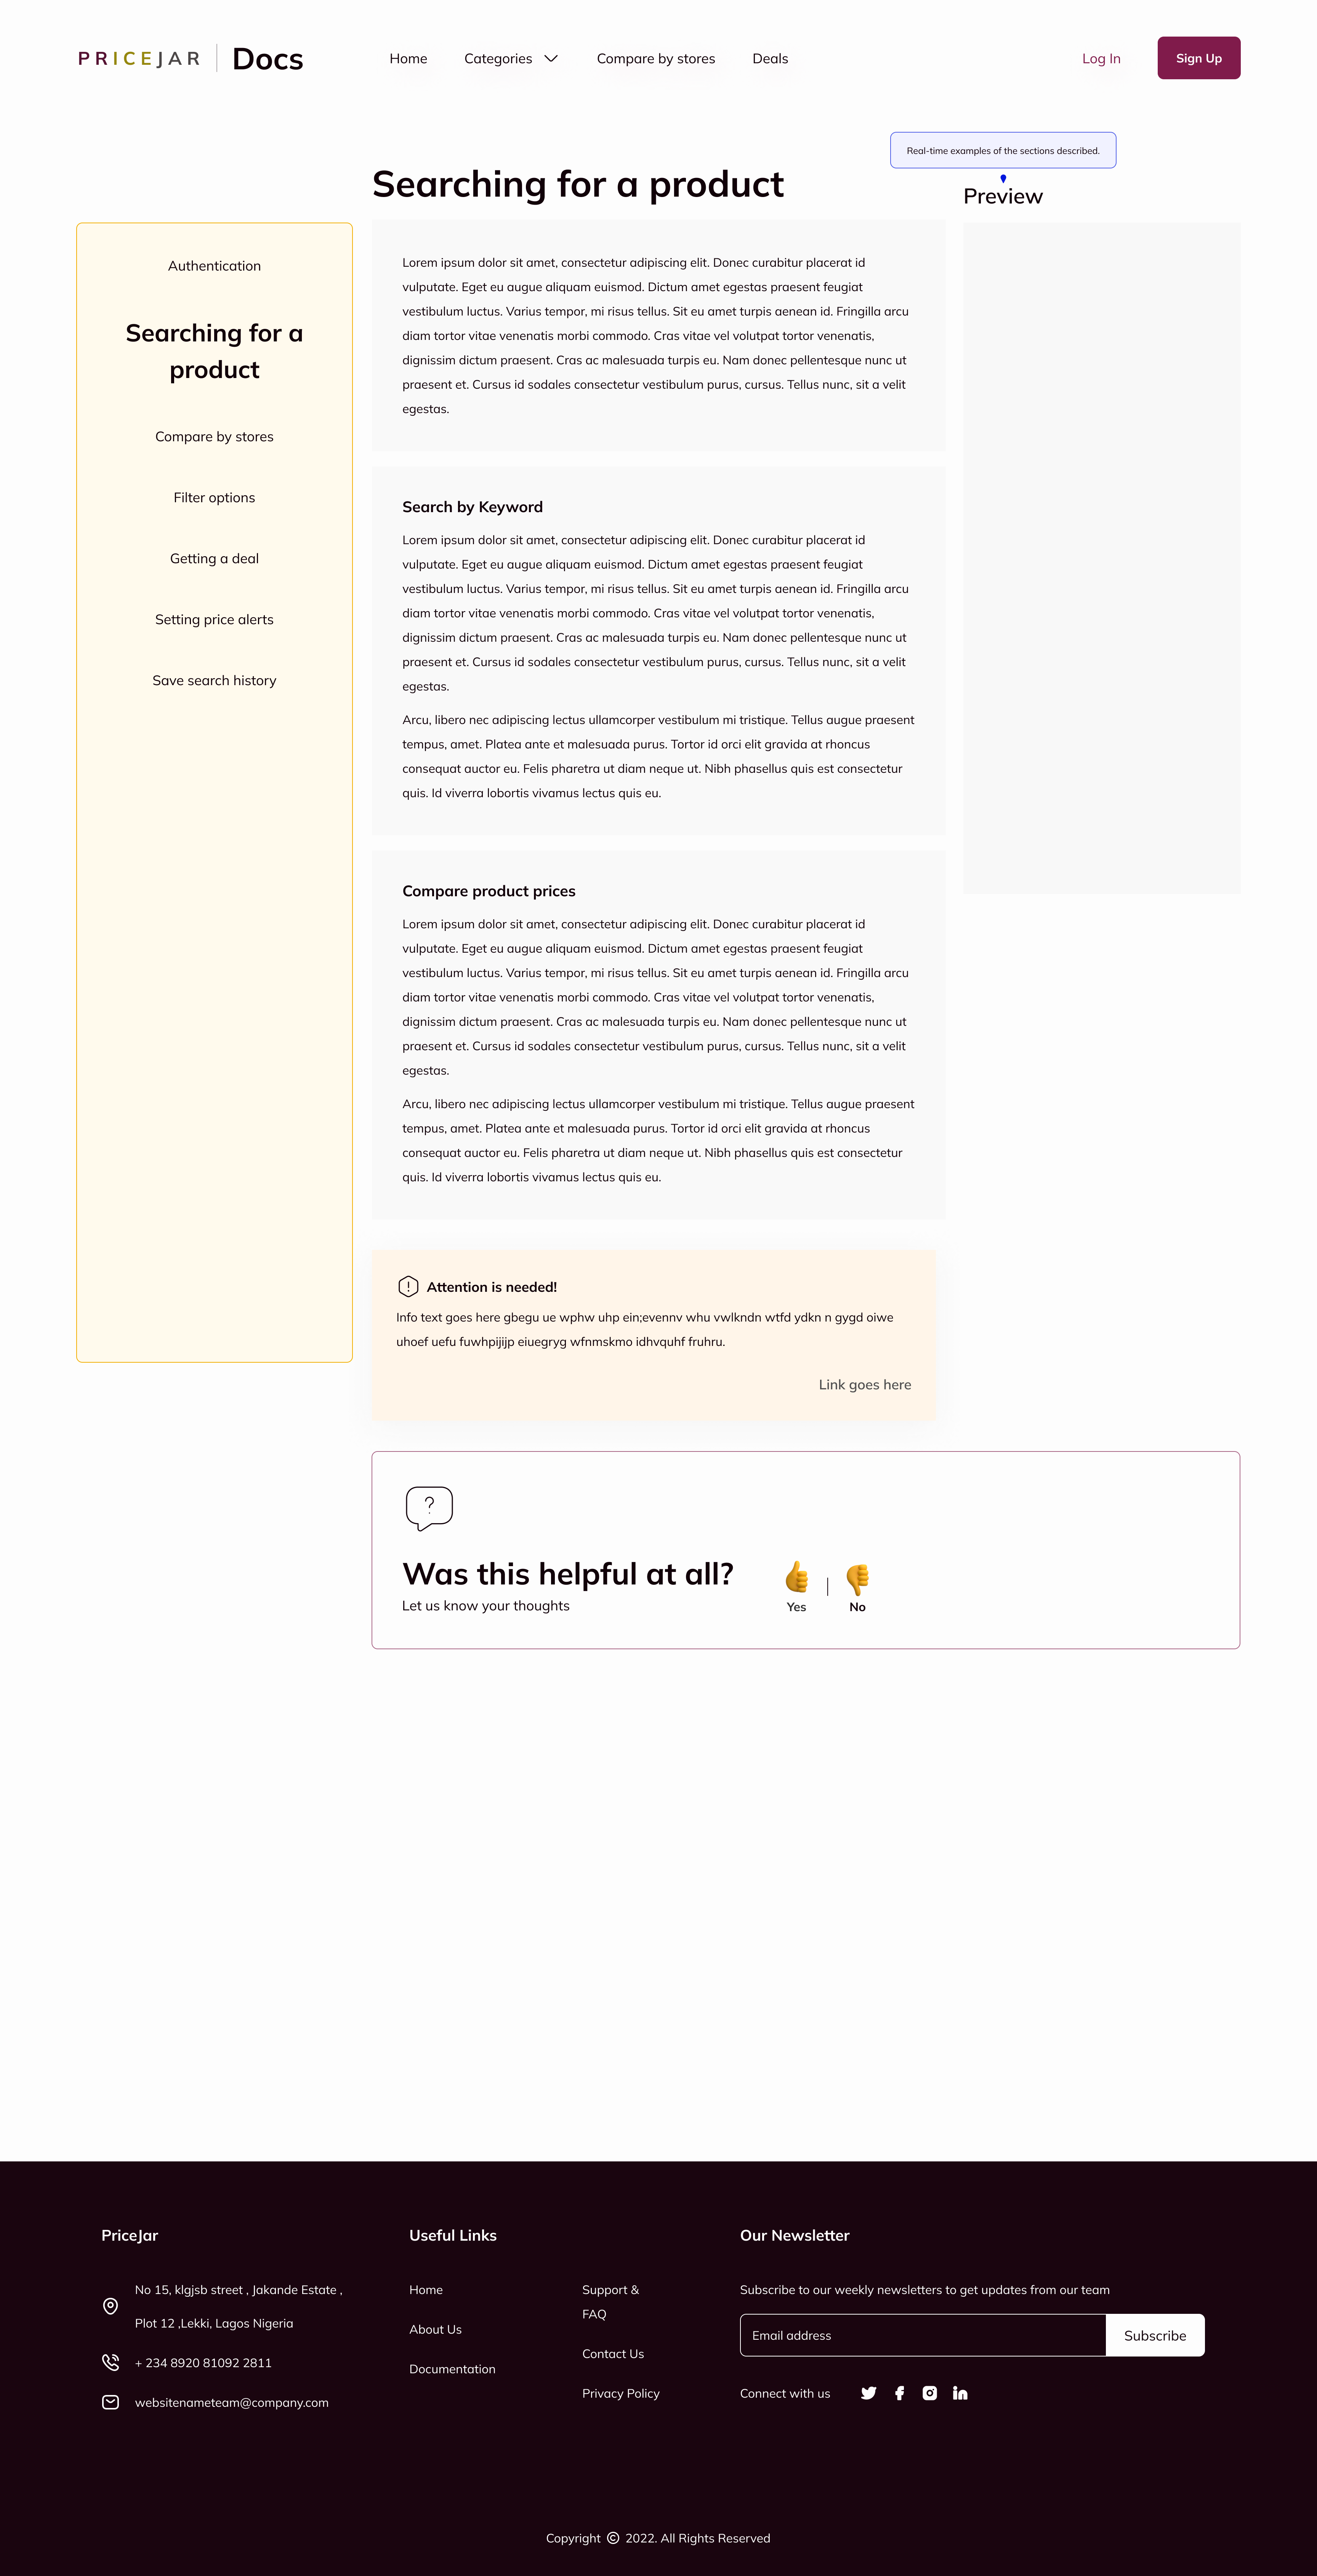 PRICEJAR
Docs
Home
Categories
Compare by stores
Deals
Log In
Sign Up
Real-time examples of the sections described.
Searching for a product
Preview
Authentication
Searching for a
product
Compare by stores
Filter options
Getting a deal
Setting price alerts
Save search history
Lorem ipsum dolor sit amet, consectetur adipiscing elit. Donec curabitur placerat id
vulputate. Eget eu augue aliquam euismod. Dictum amet egestas praesent feugiat
vestibulum luctus. Varius tempor, mi risus tellus. Sit eu amet turpis aenean id. Fringilla arcu
diam tortor vitae venenatis morbi commodo. Cras vitae vel volutpat tortor venenatis,
dignissim dictum praesent. Cras ac malesuada turpis eu. Nam donec pellentesque nunc ut
praesent et. Cursus id sodales consectetur vestibulum purus, cursus. Tellus nunc, sit a velit
egestas.
Search by Keyword
Lorem ipsum dolor sit amet, consectetur adipiscing elit. Donec curabitur placerat id
vulputate. Eget eu augue aliquam euismod. Dictum amet egestas praesent feugiat
vestibulum luctus. Varius tempor, mi risus tellus. Sit eu amet turpis aenean id. Fringilla arcu
diam tortor vitae venenatis morbi commodo. Cras vitae vel volutpat tortor venenatis,
dignissim dictum praesent. Cras ac malesuada turpis eu. Nam donec pellentesque nunc ut
praesent et. Cursus id sodales consectetur vestibulum purus, cursus. Tellus nunc, sit a velit
egestas.
Arcu, libero nec adipiscing lectus ullamcorper vestibulum mi tristique. Tellus augue praesent
tempus, amet. Platea ante et malesuada purus. Tortor id orci elit gravida at rhoncus
consequat auctor eu. Felis pharetra ut diam neque ut. Nibh phasellus quis est consectetur
quis. Id viverra lobortis vivamus lectus quis eu.
Compare product prices
Lorem ipsum dolor sit amet, consectetur adipiscing elit. Donec curabitur placerat id
vulputate. Eget eu augue aliquam euismod. Dictum amet egestas praesent feugiat
vestibulum luctus. Varius tempor, mi risus tellus. Sit eu amet turpis aenean id. Fringilla arcu
diam tortor vitae venenatis morbi commodo. Cras vitae vel volutpat tortor venenatis,
dignissim dictum praesent. Cras ac malesuada turpis eu. Nam donec pellentesque nunc ut
praesent et. Cursus id sodales consectetur vestibulum purus, cursus. Tellus nunc, sit a velit
egestas.
Arcu, libero nec adipiscing lectus ullamcorper vestibulum mi tristique. Tellus augue praesent
tempus, amet. Platea ante et malesuada purus. Tortor id orci elit gravida at rhoncus
consequat auctor eu. Felis pharetra ut diam neque ut. Nibh phasellus quis est consectetur
quis. Id viverra lobortis vivamus lectus quis eu.
Attention is needed!
Info text goes here gbegu ue wphw uhp ein;evennv whu vwlkndn wtfd ydkn n gygd oiwe
uhoef uefu fuwhpijijp eiuegryg wfnmskmo idhvquhf fruhru.
Link goes here
?
Was this helpful at all?
Let us know your thoughts
Yes
No
PriceJar
No 15, klgjsb street , Jakande Estate ,
Plot 12 ,Lekki, Lagos Nigeria
+ 234 8920 81092 2811
websitenameteam@company.com
Useful Links
Home
About Us
Documentation
Support &
FAQ
Contact Us
Privacy Policy
Our Newsletter
Subscribe to our weekly newsletters to get updates from our team
Email address
Subscribe
Connect with us
Copyright © 2022. All Rights Reserved